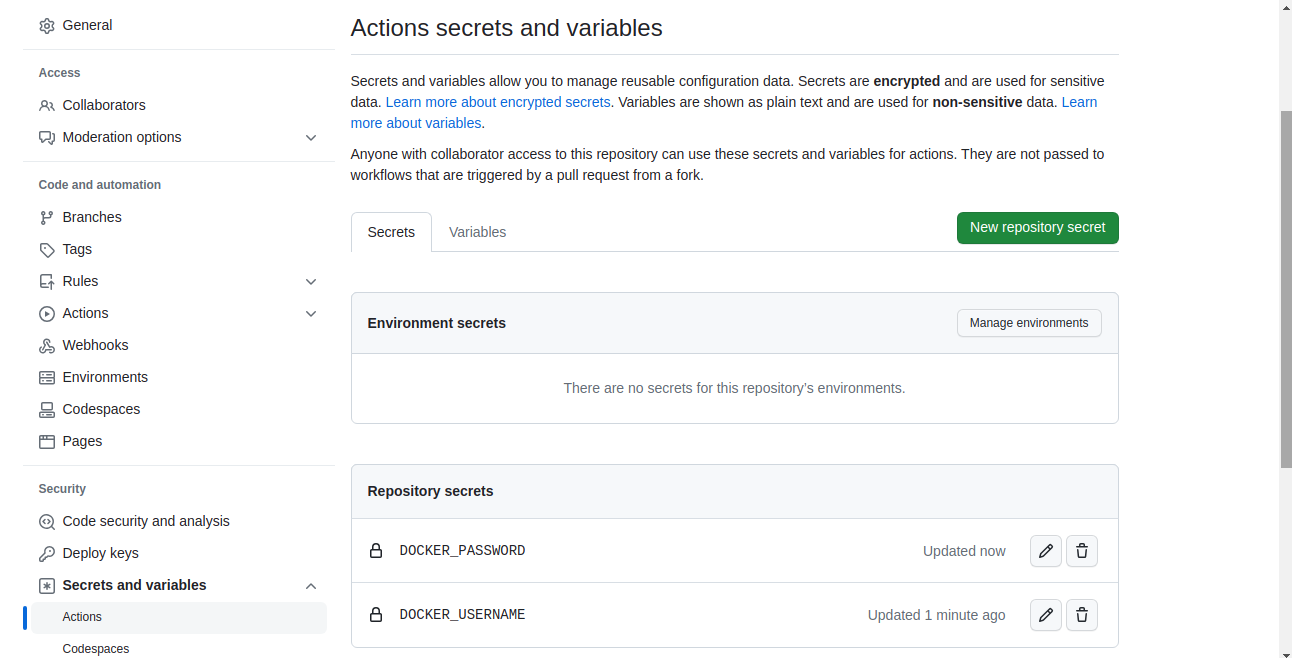 General
Access
Collaborators
Moderation options
Code and automation
Branches
Tags
Rules
Actions
Webhooks
Environments
Codespaces
Pages
Security
Code security and analysis
Deploy keys
Secrets and variables
Actions
Codespaces
Actions secrets and variables
Secrets and variables allow you to manage reusable configuration data. Secrets are encrypted and are used for sensitive
data. Learn more about encrypted secrets. Variables are shown as plain text and are used for non-sensitive data. Learn
more about variables.
Anyone with collaborator access to this repository can use these secrets and variables for actions. They are not passed to
workflows that are triggered by a pull request from a fork.
Secrets Variables New repository secret
Environment secrets Manage environments
There are no secrets for this repository's environments.
Repository secrets
DOCKER_PASSWORD Updated now
DOCKER_USERNAME Updated 1 minute ago